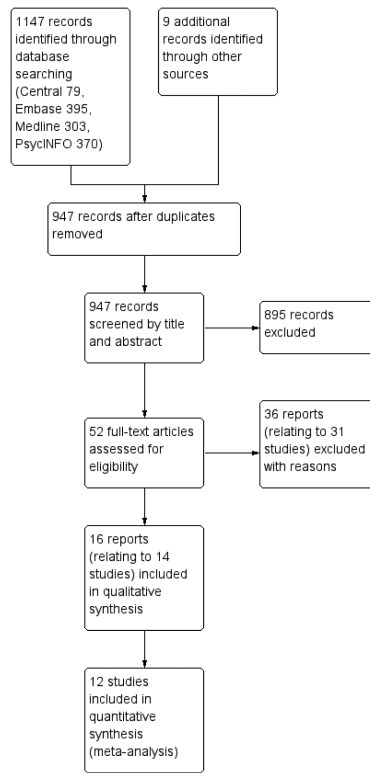 1147 records
identified through
database
searching
(Central 79,
Embase 395,
Medline 303,
PsycINFO 370)
9 additional
records identified
through other
sources
947 records after duplicates
removed
947 records
screened by title
and abstract
895 records
excluded
52 full-text articles
assessed for
eligibility
36 reports
(relating to 31
studies) excluded
with reasons
16 reports
(relating to 14
studies) included
in qualitative
synthesis
12 studies
included in
quantitative
synthesis
(meta-analysis)